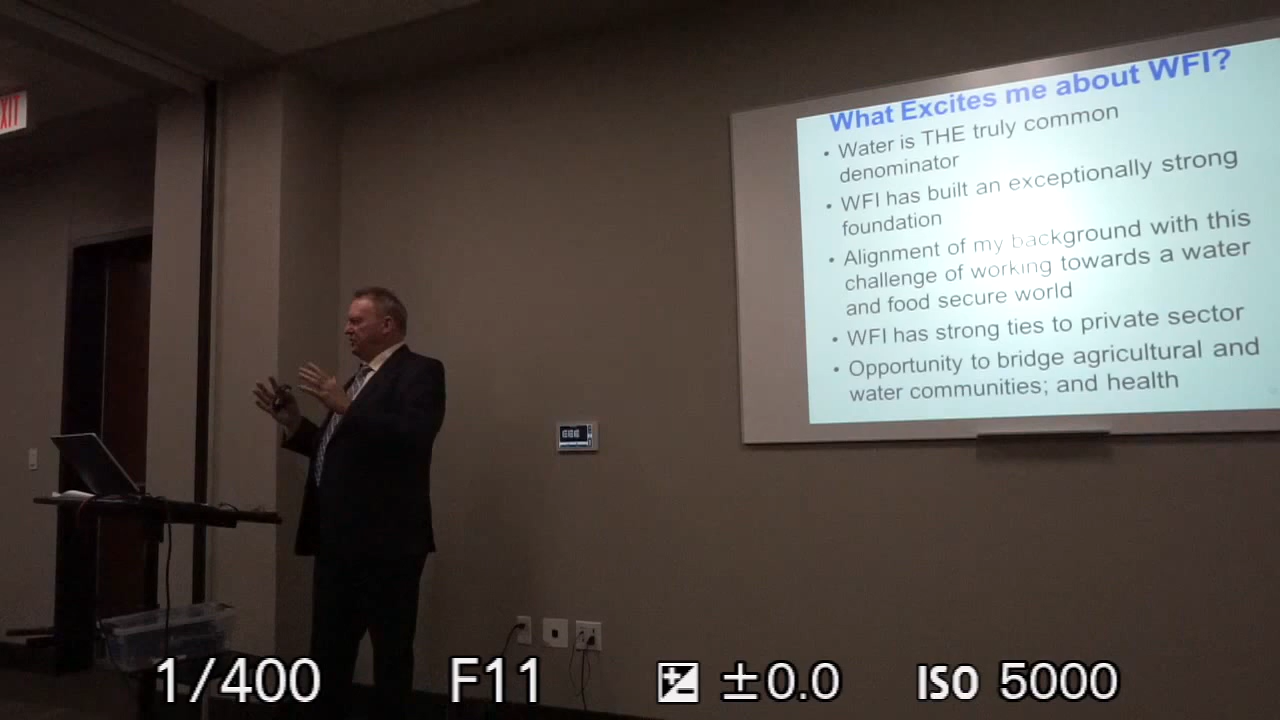 XIT
What Excites me about WFI?
• Water is THE truly common
denominator
• WFI has built an exceptionally strong
foundation
• Alignment of my background with this
challenge of working towards a water
and food secure world
• WFI has strong ties to private sector
• Opportunity to bridge agricultural and
water communities; and health
1/400 F11 ±0.0 ISO 5000